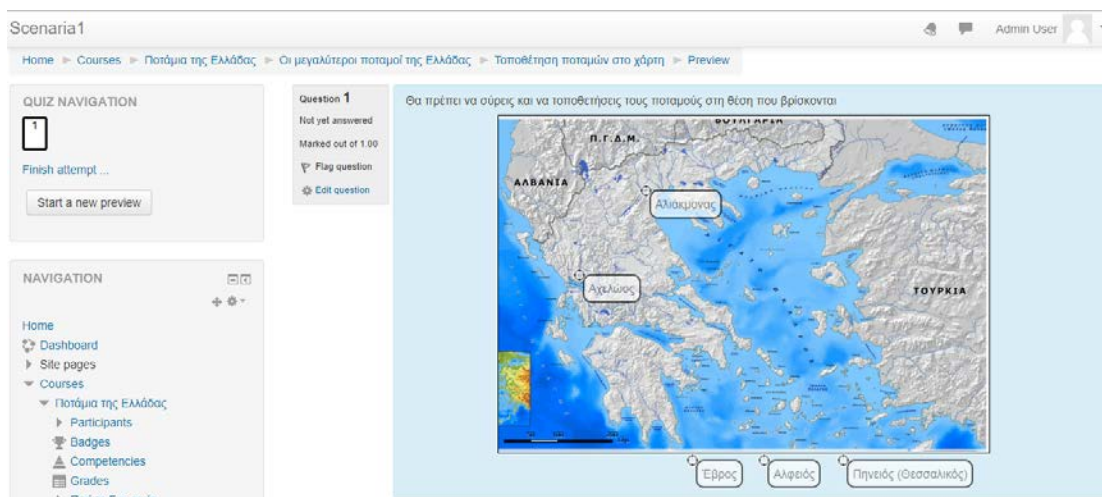 Scenaria1
Admin User
Home ► Courses ► Ποτάμια της Ελλάδας ► Οι μεγαλύτεροι ποταμοί της Ελλάδας ► Τοποθέτηση ποταμών στο χάρτη ► Preview
QUIZ NAVIGATION
1
Finish attempt ...
Start a new preview
Question 1
Not yet answered
Marked out of 1.00
Flag question
Edit question
Θα πρέπει να σύρεις και να τοποθετήσεις τους ποταμούς στη θέση που βρίσκονται
ΒΟΥΛΓΑΡΙΑ
Π.Γ.Δ.Μ.
ΑΛΒΑΝΙΑ
Αλιάκμονας
Αχελώος
ΤΟΥΡΚΙΑ
Έβρος
Αλφειός
Πηνειός (Θεσσαλικός)
NAVIGATION
Home
Dashboard
Site pages
Courses
Ποτάμια της Ελλάδας
Participants
Badges
Competencies
Grades